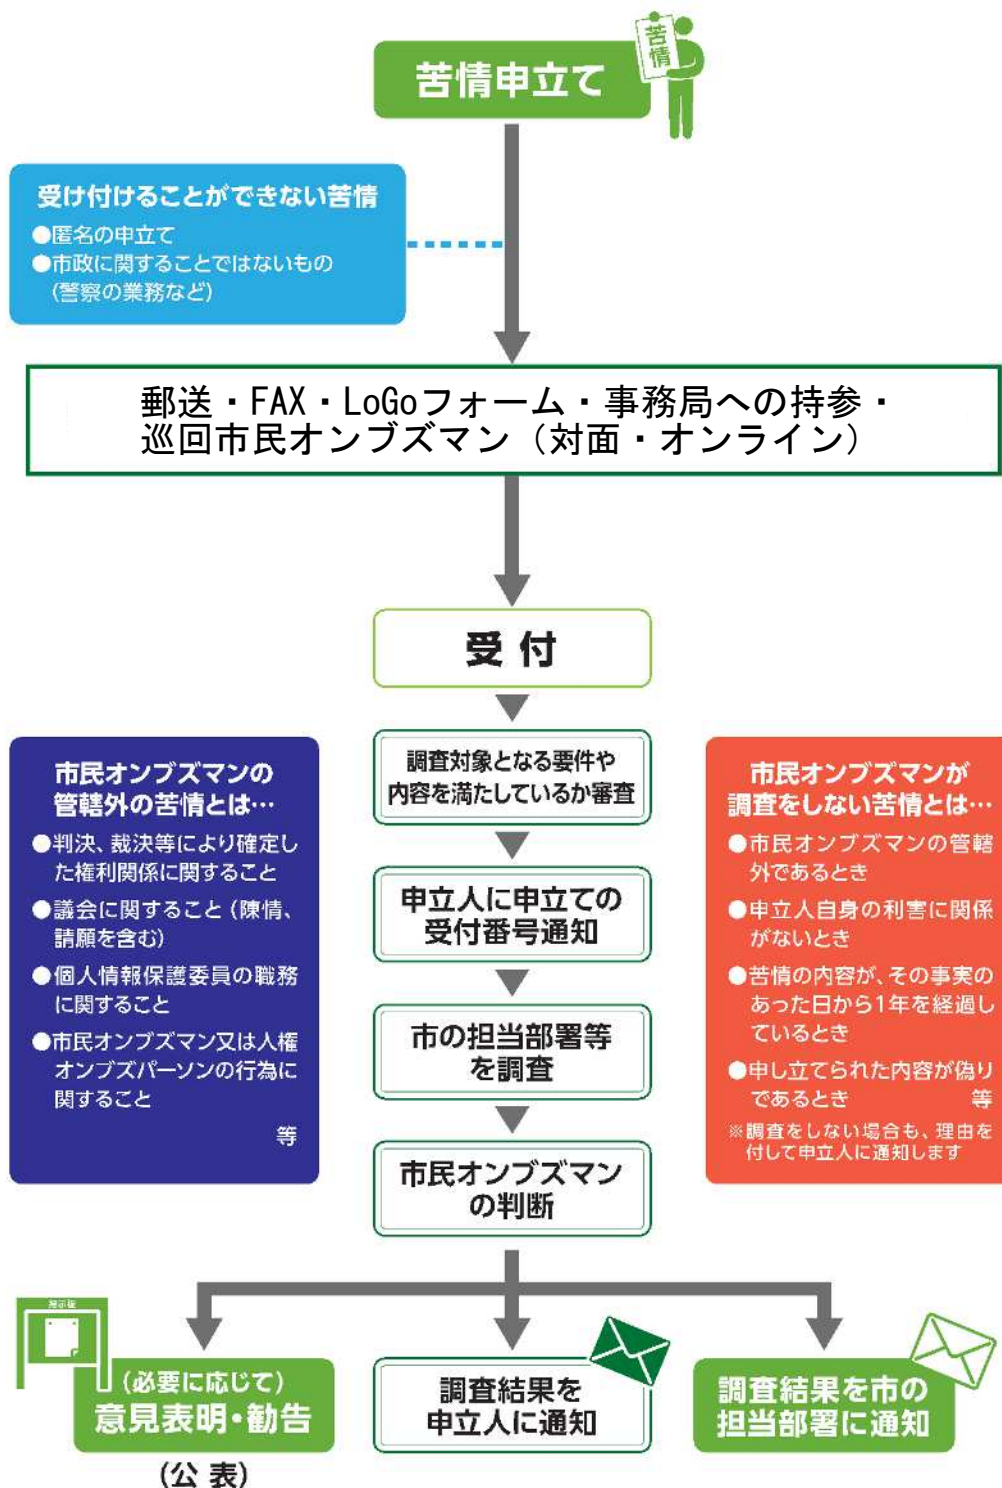 苦情申立て
苦情
受け付けることができない苦情
●匿名の申立て
●市政に関することではないもの
(警察の業務など)
郵送・FAX・LoGoフォーム・事務局への持参・
巡回市民オンブズマン（対面・オンライン）
受付
調査対象となる要件や
内容を満たしているか審査
申立人に申立ての
受付番号通知
市の担当部署等
を調査
市民オンブズマン
の判断
市民オンブズマンの
管轄外の苦情とは…
●判決、裁決等により確定し
た権利関係に関すること
●議会に関すること(陳情、
請願を含む)
●個人情報保護委員の職務
に関すること
●市民オンブズマン又は人権
オンブズパーソンの行為に
関すること
等
市民オンブズマンが
調査をしない苦情とは…
●市民オンブズマンの管轄
外であるとき
●申立人自身の利害に関係
がないとき
●苦情の内容が、その事実の
あった日から1年を経過し
ているとき
●申し立てられた内容が偽り
であるとき 等
※調査をしない場合も、理由を
付して申立人に通知します
掲示板
(必要に応じて)
意見表明・勧告
(公表)
調査結果を
申立人に通知
調査結果を市の
担当部署に通知